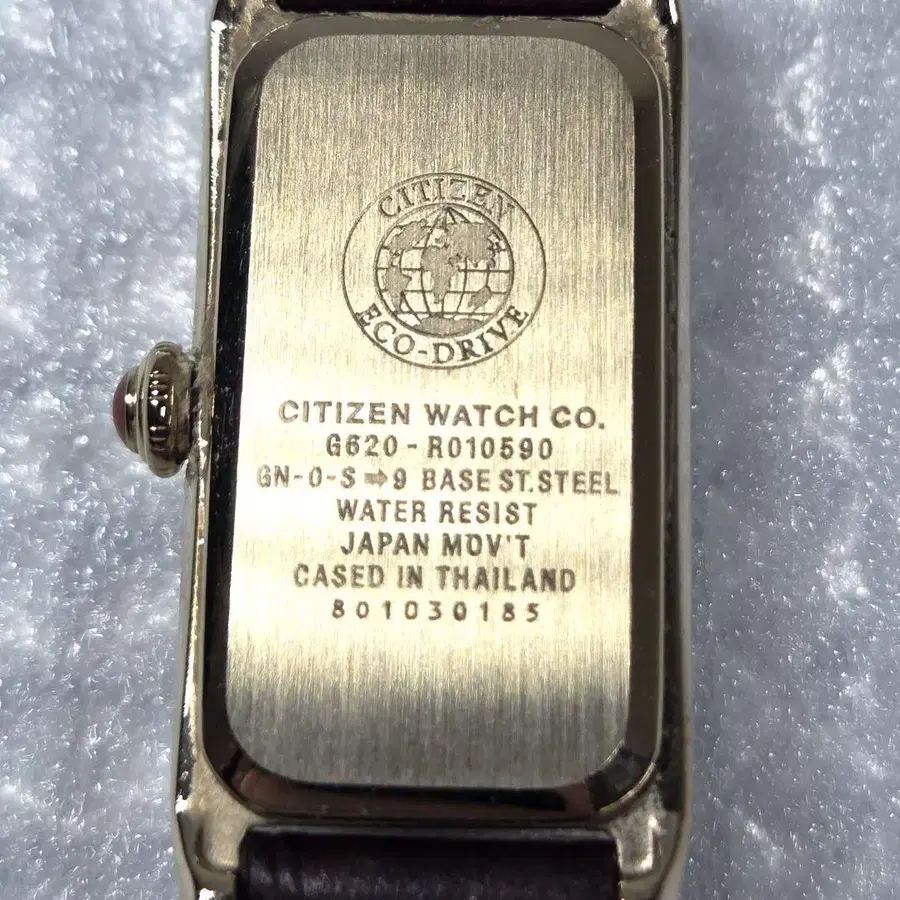 CITIZEN
ECO-DRIVE
CITIZEN WATCH CO.
G620-R010590
GN-0-S ➡ 9 BASE ST.STEEL
WATER RESIST
JAPAN MOV'T
CASED IN THAILAND
801030185